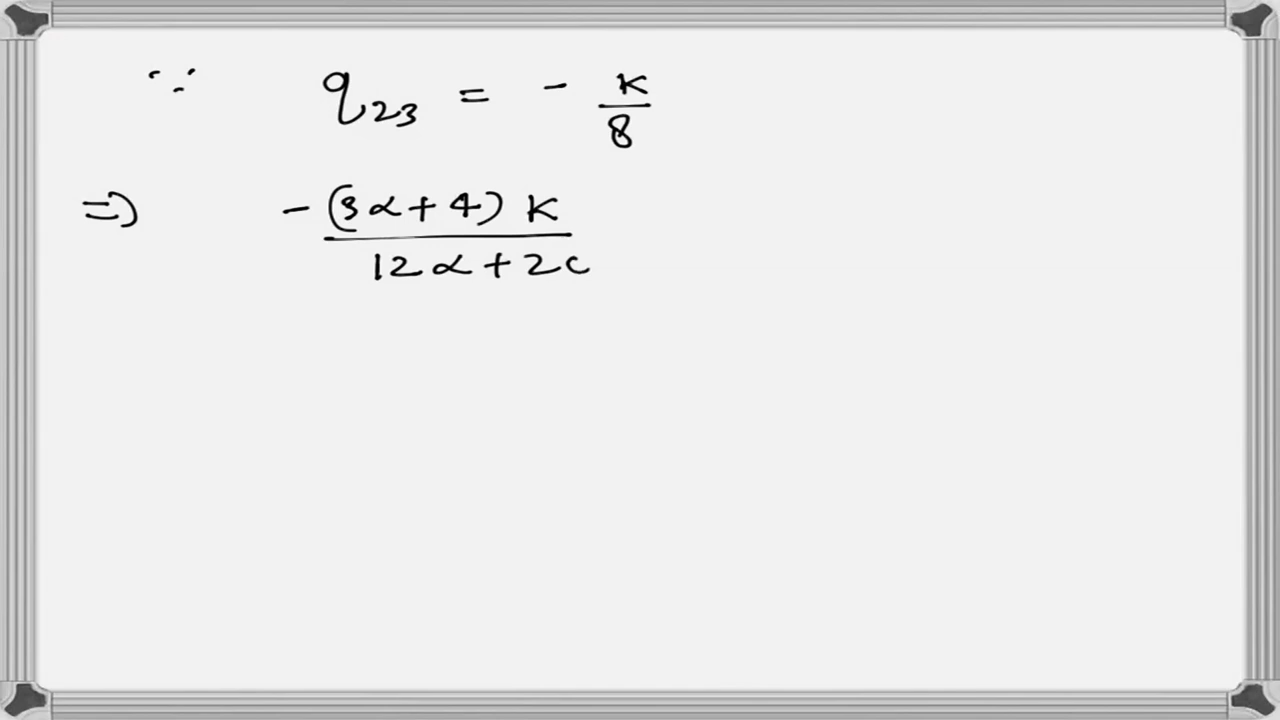 ∵ q₂₃ = - k/8
⇒ -(3α+4) k / 12α+2c